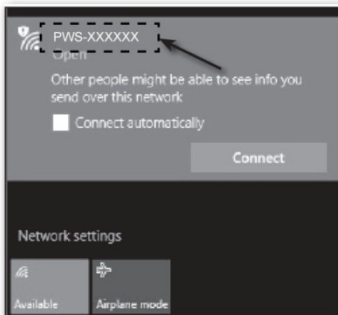 PWS-XXXXXX
Open
Other people might be able to see info you
send over this network
Connect automatically
Connect
Network settings
Available
Airplane mode